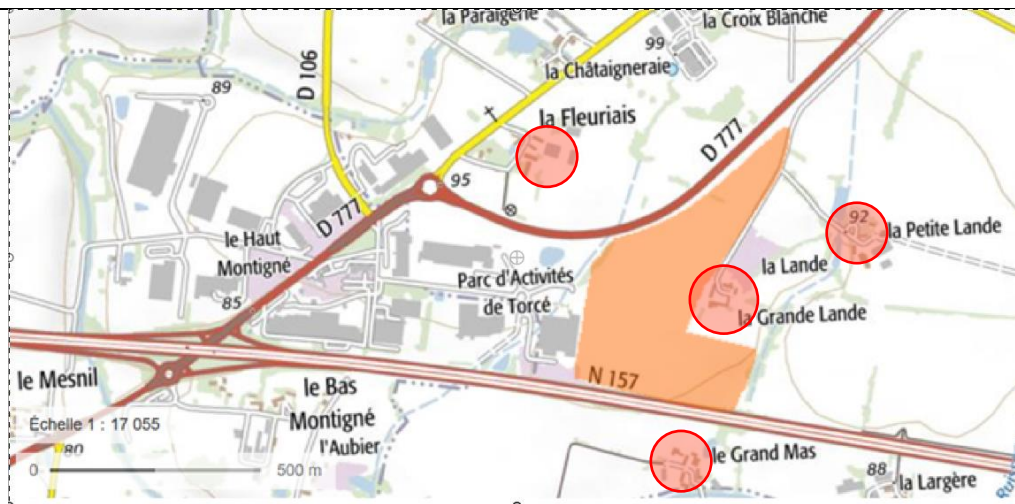 la Paraigerie
la Croix Blanche
99
la Châtaigneraie
D 106
89
la Fleuriais
D 777
95
92
la Petite Lande
D 777
le Haut
Montigné
la Lande
Parc d'Activités
de Torcé
85
la Grande Lande
N 157
le Mesnil
le Bas
Montigné
Échelle 1 : 17 055
l'Aubier
80
le Grand Mas
0
500 m
88
la Largère